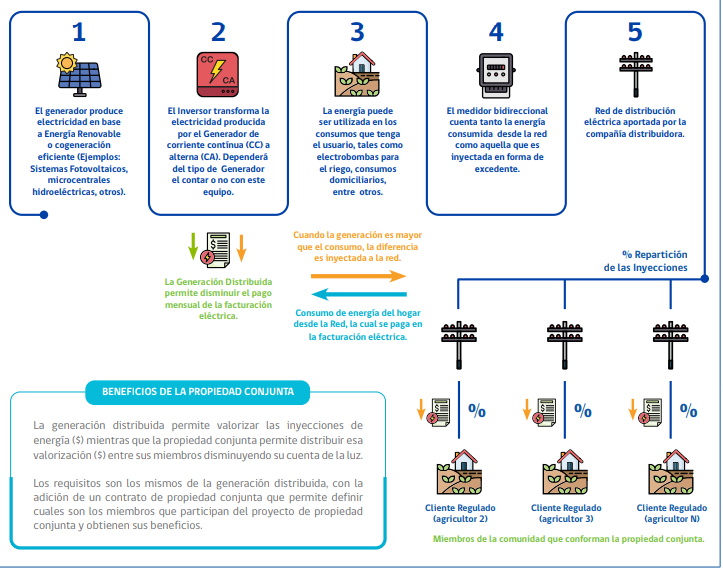 1
El generador produce
electricidad en base
a Energía Renovable
o cogeneración
eficiente (Ejemplos:
Sistemas Fotovoltaicos,
microcentrales
hidroeléctricas, otros).
2
CC
CA
El Inversor transforma la
electricidad producida
por el Generador de
corriente contínua (CC) a
alterna (CA). Dependerá
del tipo de Generador
el contar o no con este
equipo.
3
La energía puede
ser utilizada en los
consumos que tenga
el usuario, tales como
electrobombas para
el riego, consumos
domiciliarios,
entre otros.
4
El medidor bidireccional
cuenta tanto la energía
consumida desde la red
como aquella que es
inyectada en forma de
excedente.
5
Red de distribución
eléctrica aportada por la
compañía distribuidora.
$
La Generación Distribuida
permite disminuir el pago
mensual de la facturación
eléctrica.
Cuando la generación es mayor
que el consumo, la diferencia
es inyectada a la red.
Consumo de energía del hogar
desde la Red, la cual se paga en
la facturación eléctrica.
% Repartición
de las Inyecciones
$ %
$ %
$ %
Cliente Regulado
(agricultor 2)
Cliente Regulado
(agricultor 3)
Cliente Regulado
(agricultor N)
Miembros de la comunidad que conforman la propiedad conjunta.
BENEFICIOS DE LA PROPIEDAD CONJUNTA
La generación distribuida permite valorizar las inyecciones de
energía ($) mientras que la propiedad conjunta permite distribuir esa
valorización ($) entre sus miembros disminuyendo su cuenta de la luz.
Los requisitos son los mismos de la generación distribuida, con la
adición de un contrato de propiedad conjunta que permite definir
cuales son los miembros que participan del proyecto de propiedad
conjunta y obtienen sus beneficios.